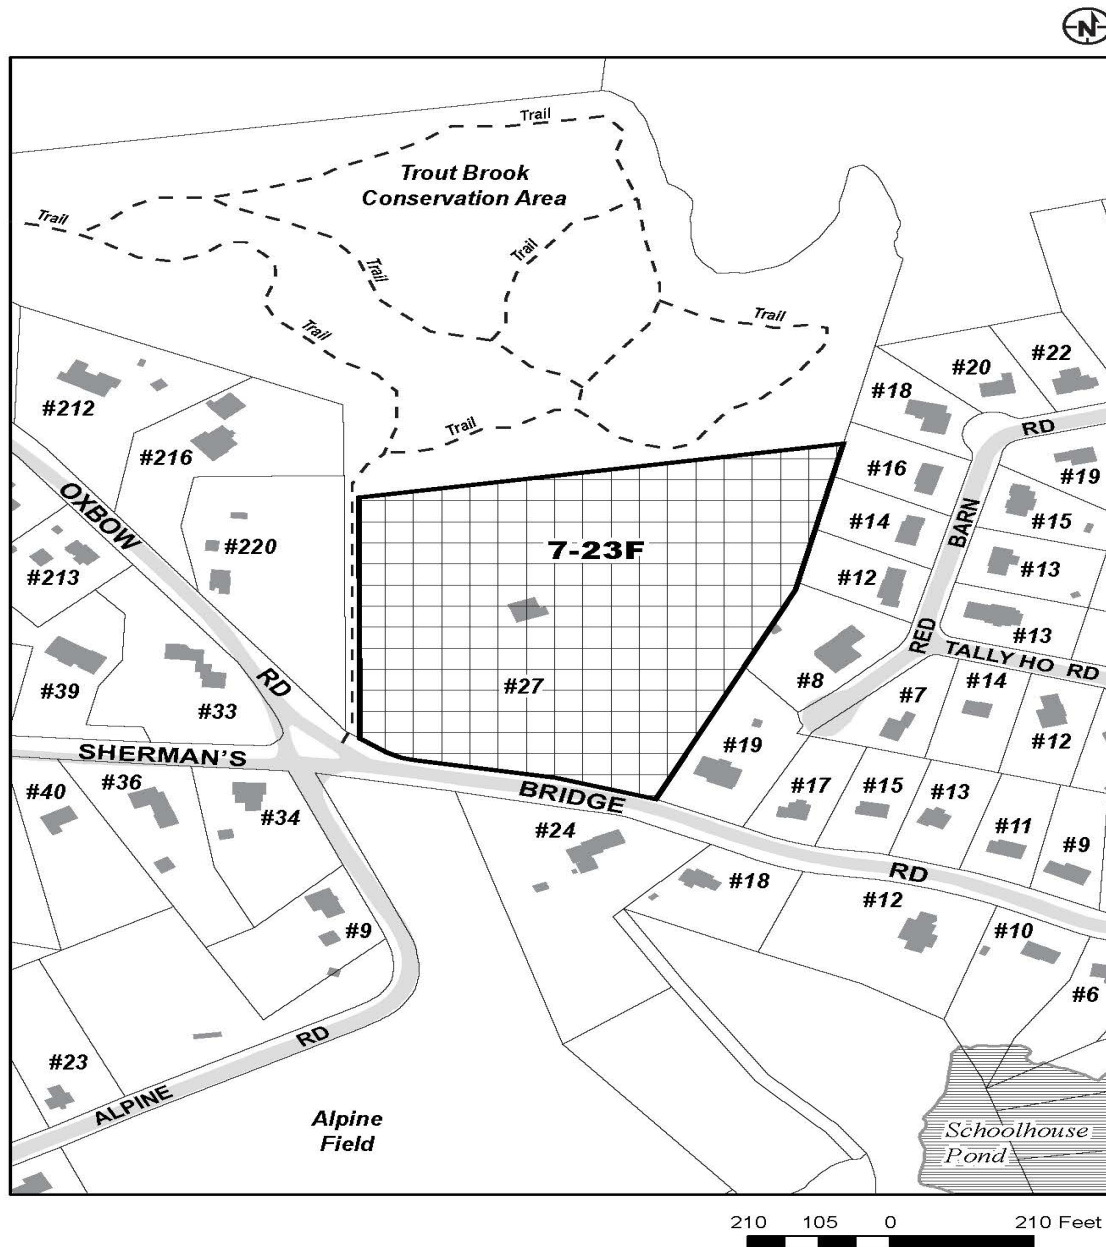 N
Trail
Trout Brook
Conservation Area
Trail
Trail
Trail
Trail
Trail
#22
#20
#18
#212
RD
Trail
#216
#16
#19
OXBOW
#14
BARN
#15
7-23F
#220
#213
#12
#13
RED
#13
TALLY HO RD
#39
RD
#27
#8
#14
#33
#7
#12
SHERMAN'S
#19
#40
#36
BRIDGE
#17
#15
#13
#34
#24
#11
#9
RD
#18
#12
#9
#10
#6
RD
#23
ALPINE
Alpine
Field
Schoolhouse
Pond
210 105 0 210 Feet